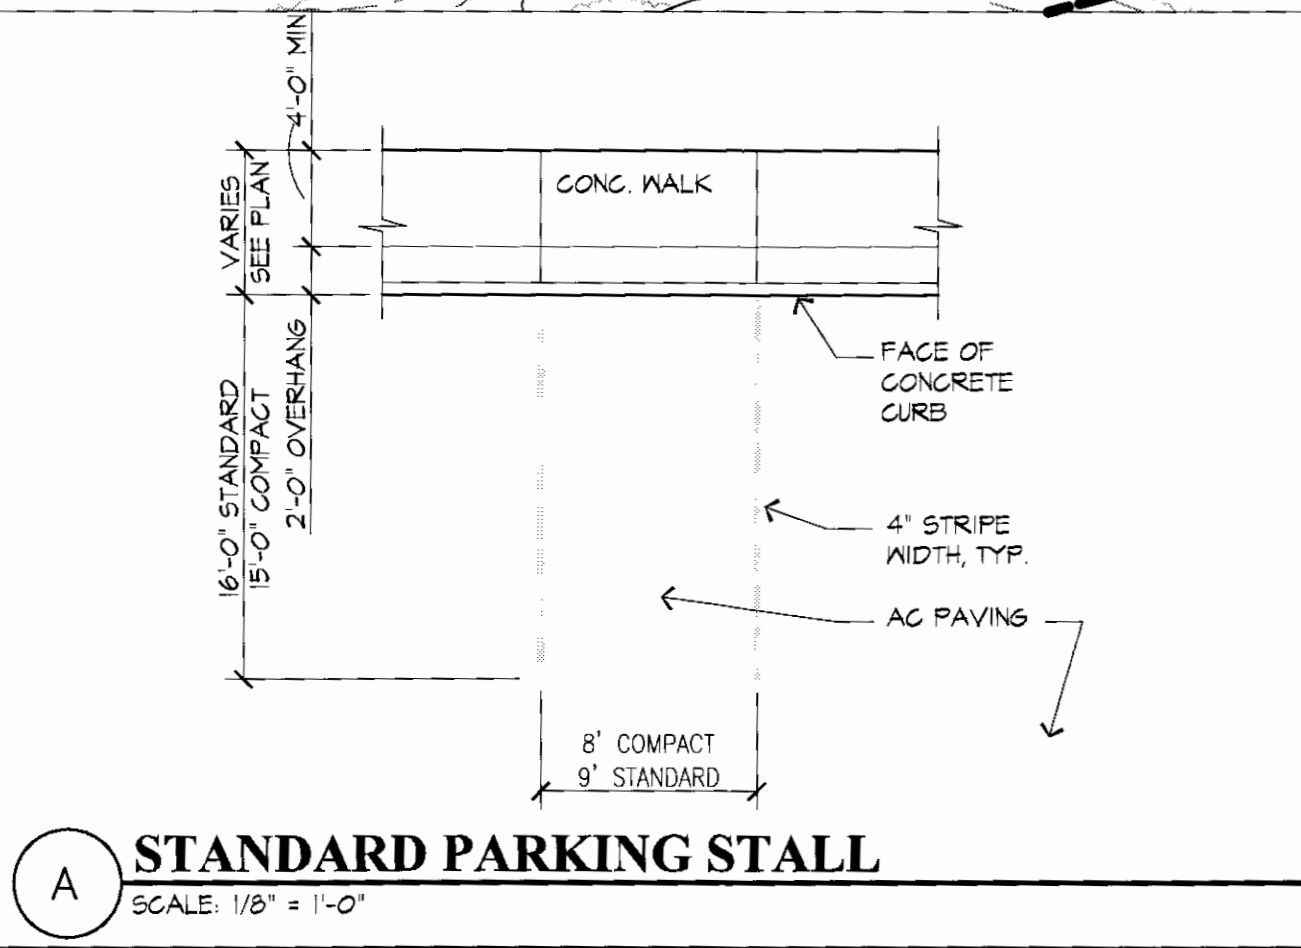 4'-0" MIN
VARIES
SEE PLAN
CONC. WALK
16'-0" STANDARD
15'-0" COMPACT
2'-0" OVERHANG
FACE OF
CONCRETE
CURB
4" STRIPE
WIDTH, TYP.
AC PAVING
8' COMPACT
9' STANDARD
A
STANDARD PARKING STALL
SCALE: 1/8" = 1'-0"